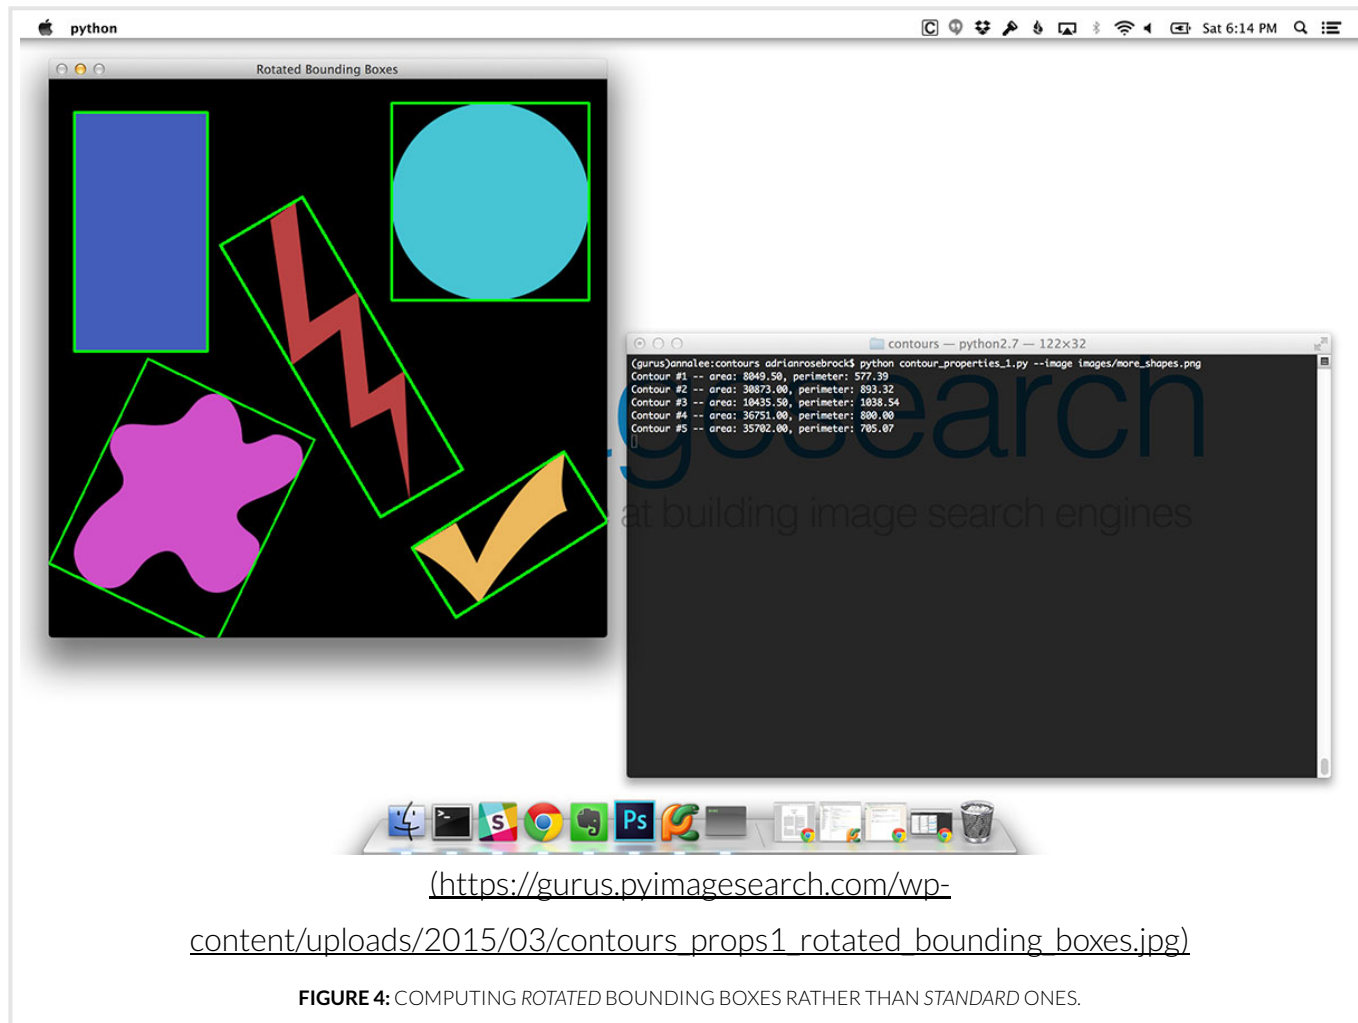 python
Sat 6:14 PM
Rotated Bounding Boxes
contours — python2.7 — 122×32
(gurus)annalee:contours adrianrosebrock$ python contour_properties_1.py --image images/more_shapes.png
Contour #1 -- area: 8049.50, perimeter: 577.39
Contour #2 -- area: 30873.00, perimeter: 893.32
Contour #3 -- area: 10435.50, perimeter: 1038.54
Contour #4 -- area: 36751.00, perimeter: 800.00
Contour #5 -- area: 35702.00, perimeter: 705.07
agesearch
at building image search engines
Ps
(https://gurus.pyimagesearch.com/wp-
content/uploads/2015/03/contours_props1_rotated_bounding_boxes.jpg)
FIGURE 4: COMPUTING ROTATED BOUNDING BOXES RATHER THAN STANDARD ONES.